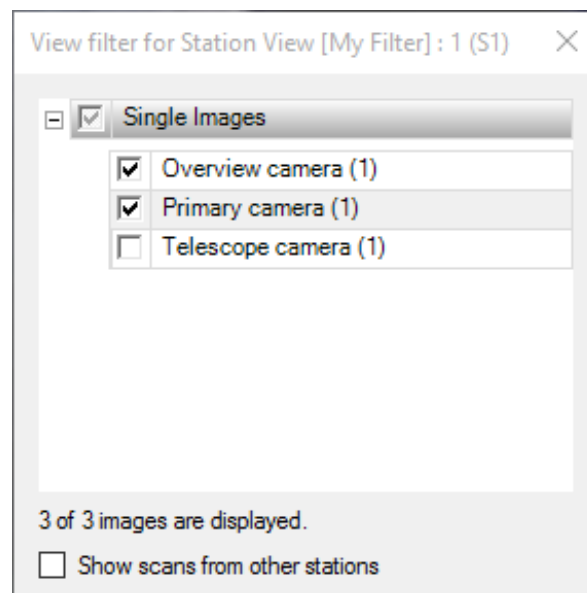 View filter for Station View [My Filter] : 1 (S1)
Single Images
Overview camera (1)
Primary camera (1)
Telescope camera (1)
3 of 3 images are displayed.
Show scans from other stations